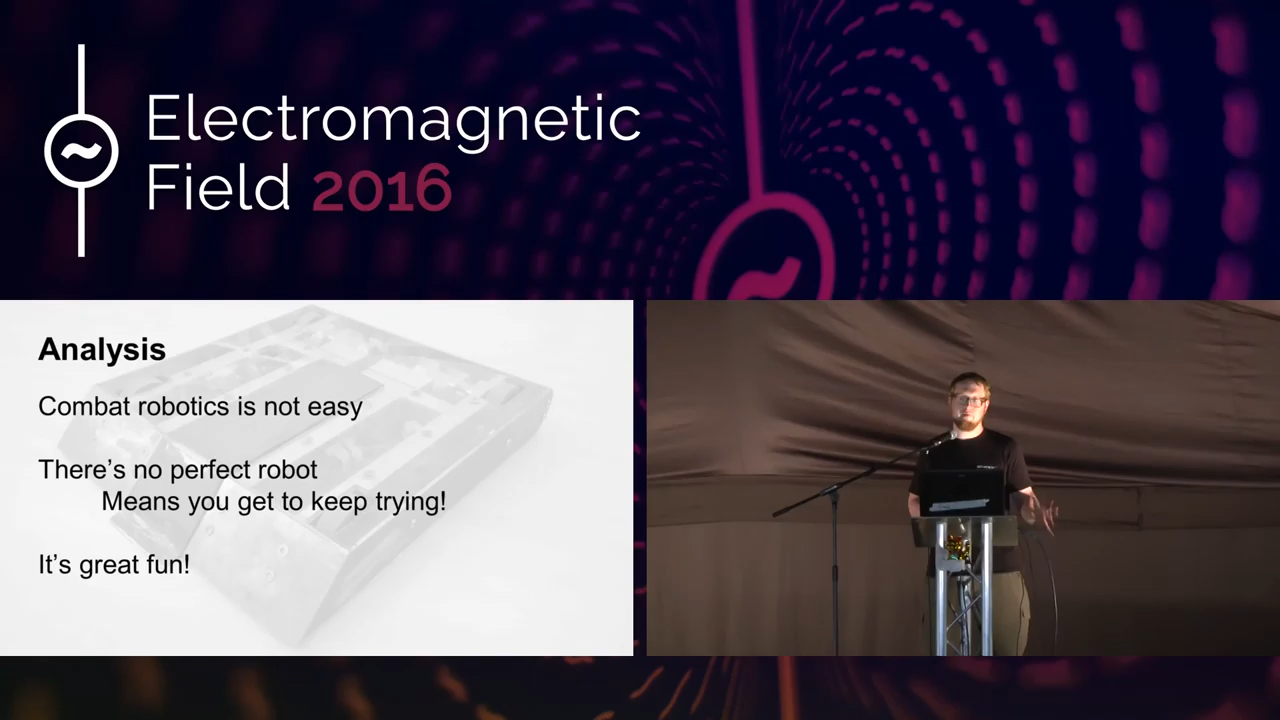 Electromagnetic
Field 2016
Analysis
Combat robotics is not easy
There's no perfect robot
Means you get to keep trying!
It's great fun!